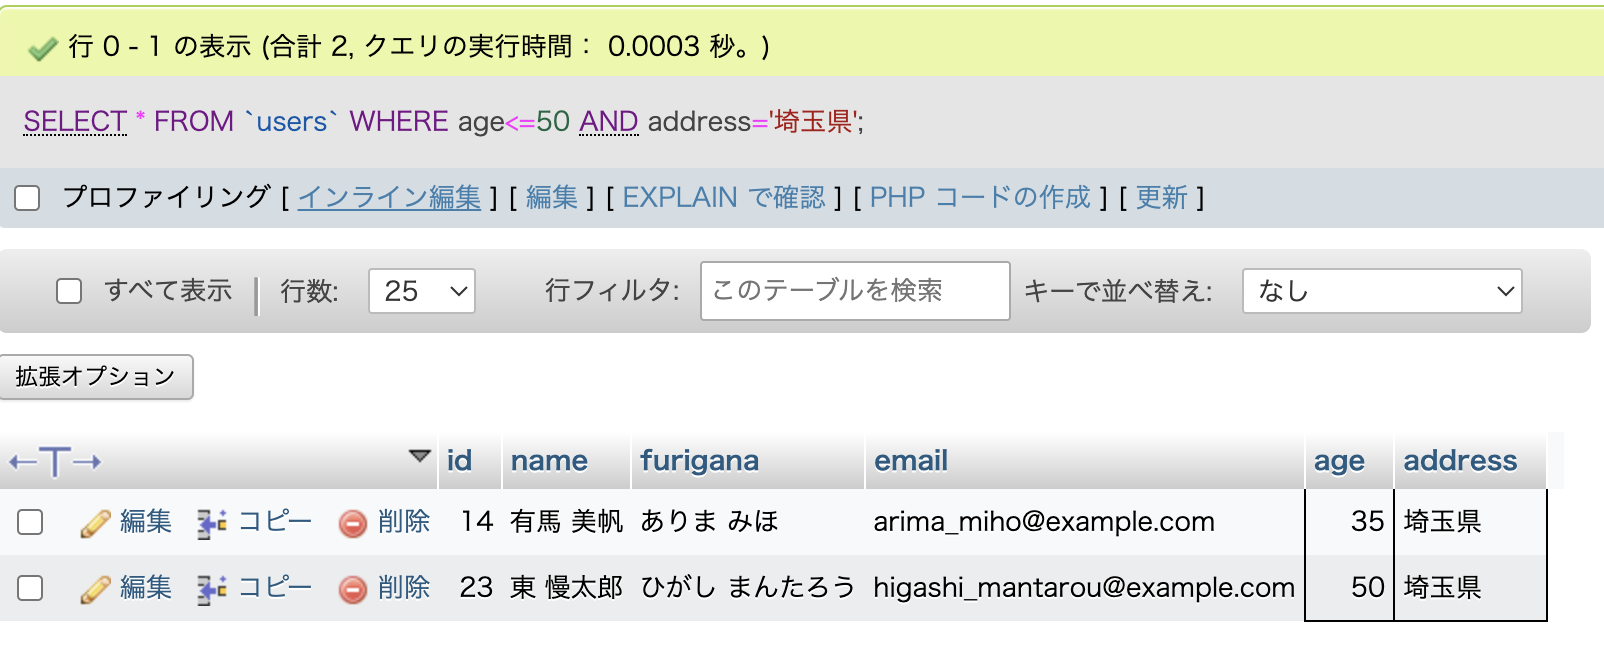 行 0 - 1 の表示 (合計 2, クエリの実行時間： 0.0003 秒。)
SELECT * FROM `users` WHERE age<=50 AND address='埼玉県';
プロファイリング [ インライン編集 ] [ 編集 ] [ EXPLAIN で確認 ] [ PHP コードの作成 ] [ 更新 ]
すべて表示 行数: 25 行フィルタ: このテーブルを検索 キーで並べ替え: なし
拡張オプション
←T→ id name furigana email age address
編集 コピー 削除 14 有馬 美帆 ありま みほ arima_miho@example.com 35 埼玉県
編集 コピー 削除 23 東 慢太郎 ひがし まんたろう higashi_mantarou@example.com 50 埼玉県